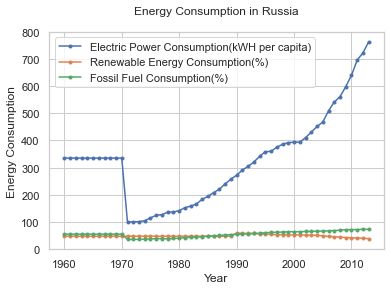 Energy Consumption in Russia
Electric Power Consumption(kWH per capita)
Renewable Energy Consumption(%)
Fossil Fuel Consumption(%)
Energy Consumption
800
700
600
500
400
300
200
100
0
1960
1970
1980
1990
2000
2010
Year